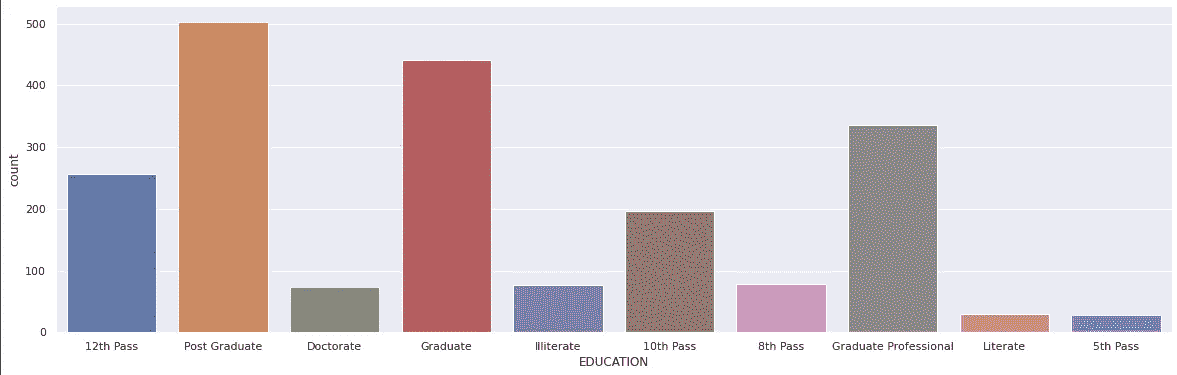 500
400
300
200
100
0
count
12th Pass Post Graduate Doctorate Graduate Illiterate 10th Pass 8th Pass Graduate Professional Literate 5th Pass
EDUCATION